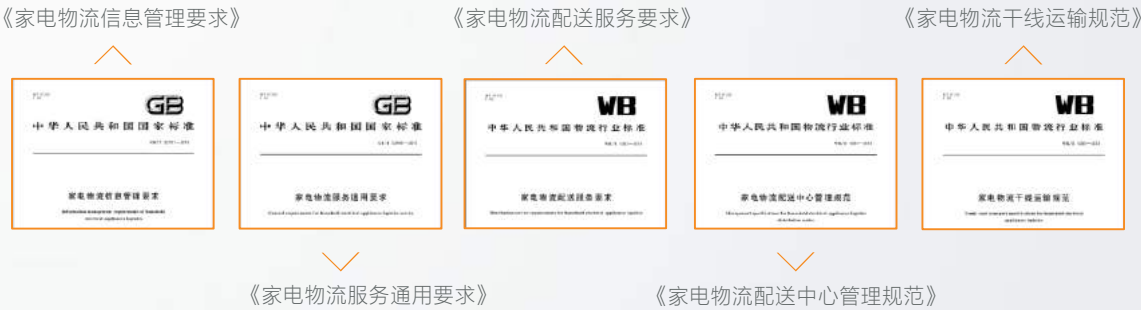 《家电物流信息管理要求》
《家电物流配送服务要求》
《家电物流干线运输规范》
GB
中华人民共和国国家标准
家电物流信息管理要求
GB
中华人民共和国国家标准
家电物流服务通用要求
WB
中华人民共和国物流行业标准
家电物流配送服务要求
WB
中华人民共和国物流行业标准
家电物流配送中心管理规范
WB
中华人民共和国物流行业标准
家电物流干线运输规范
《家电物流服务通用要求》
《家电物流配送中心管理规范》